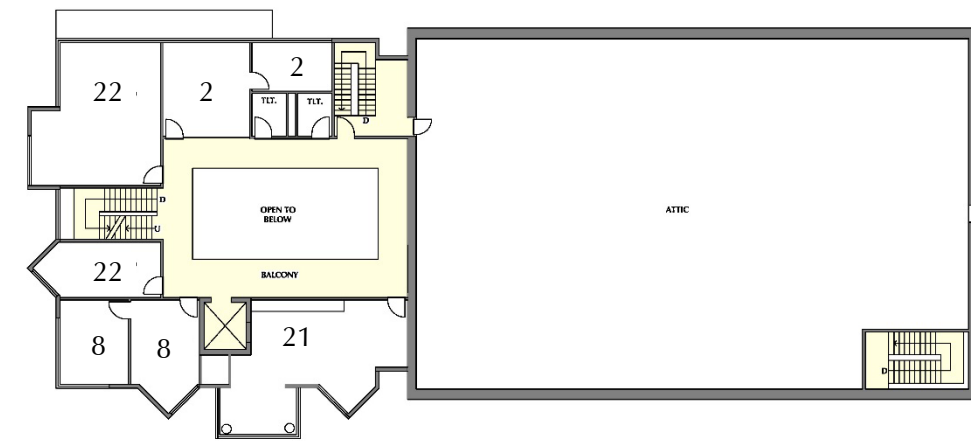 22
2
2
TLT.
TLT.
D
D
U
OPEN TO
BELOW
BALCONY
ATTIC
22
8
8
21
D